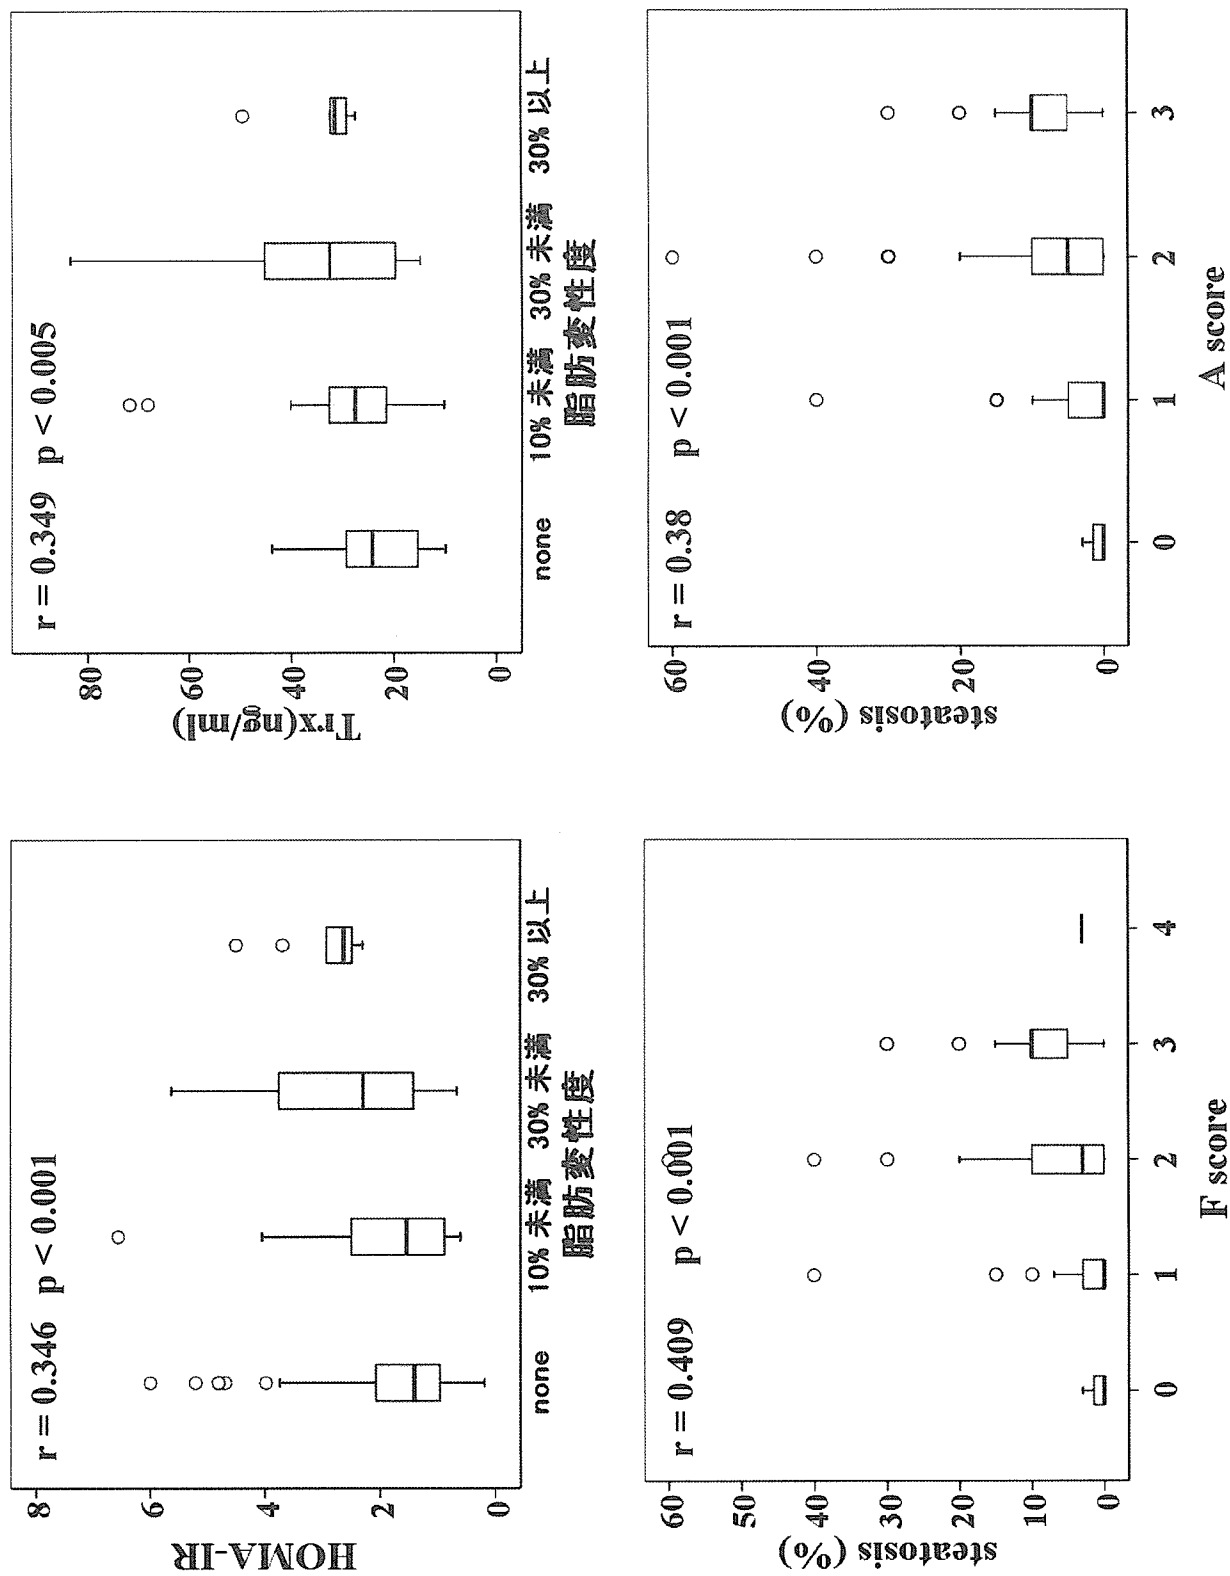 r = 0.346 p < 0.001
HOMA-IR
8
6
4
2
0
none 10% 未満 30% 未満 30% 以上
脂肪変性度
r = 0.349 p < 0.005
Trx(ng/ml)
80
60
40
20
0
none 10% 未満 30% 未満 30% 以上
脂肪変性度
r = 0.409 p < 0.001
steatosis (%)
60
50
40
30
20
10
0
0 1 2 3 4
F score
r = 0.38 p < 0.001
steatosis (%)
60
40
20
0
0 1 2 3
A score